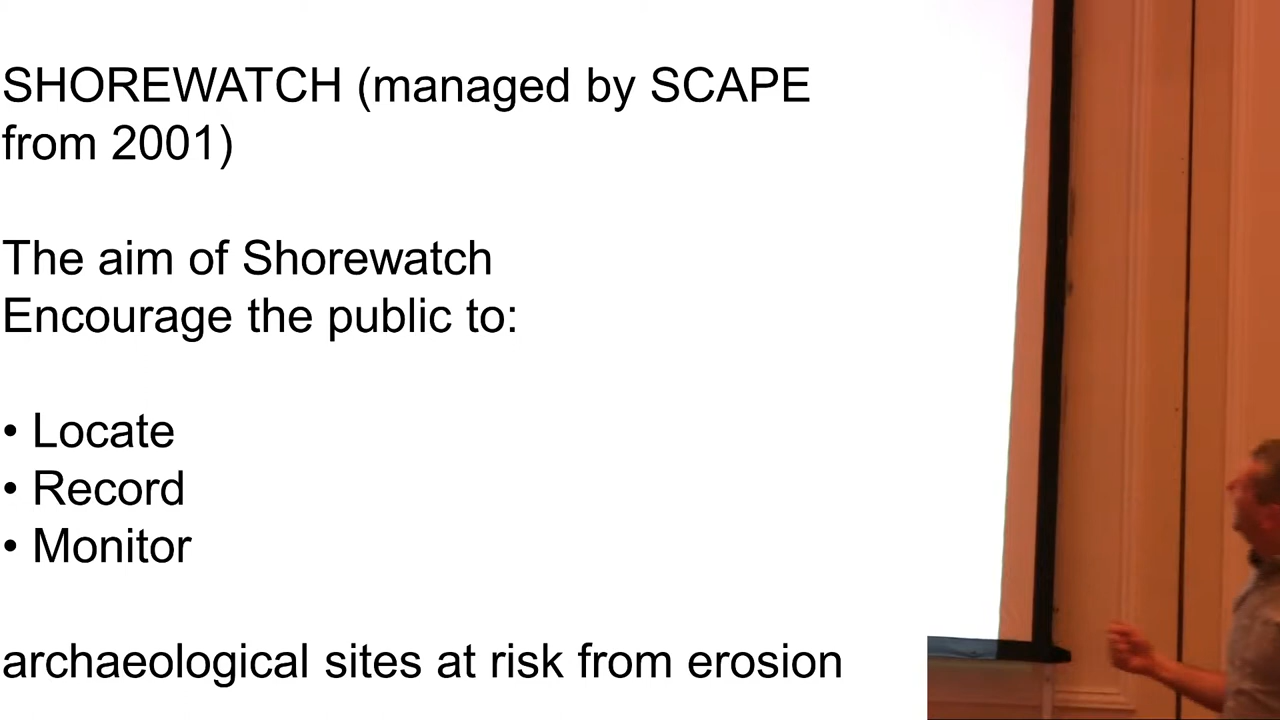 SHOREWATCH (managed by SCAPE
from 2001)
The aim of Shorewatch
Encourage the public to:
• Locate
• Record
• Monitor
archaeological sites at risk from erosion